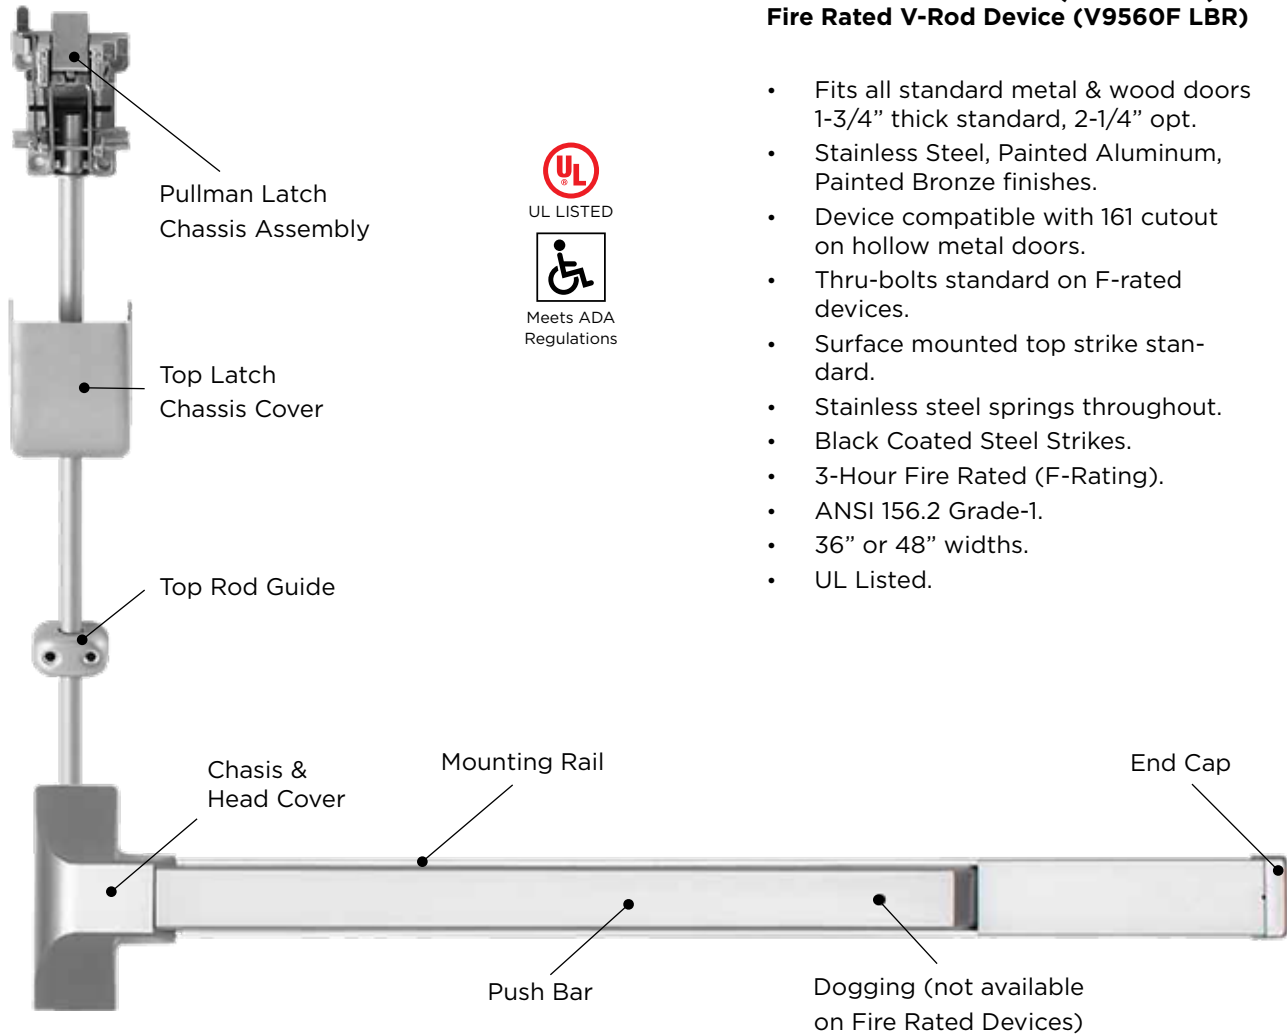 Fire Rated V-Rod Device (V9560F LBR)
• Fits all standard metal & wood doors
1-3/4” thick standard, 2-1/4” opt.
• Stainless Steel, Painted Aluminum,
Painted Bronze finishes.
• Device compatible with 161 cutout
on hollow metal doors.
• Thru-bolts standard on F-rated
devices.
• Surface mounted top strike stan-
dard.
• Stainless steel springs throughout.
• Black Coated Steel Strikes.
• 3-Hour Fire Rated (F-Rating).
• ANSI 156.2 Grade-1.
• 36” or 48” widths.
• UL Listed.
UL ®
UL LISTED
Meets ADA
Regulations
Pullman Latch
Chassis Assembly
Top Latch
Chassis Cover
Top Rod Guide
Chasis &
Head Cover
Mounting Rail
End Cap
Push Bar
Dogging (not available
on Fire Rated Devices)